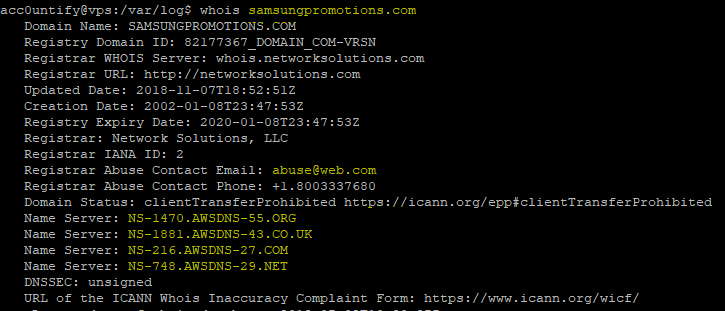 acc0untify@vps:/var/log$ whois samsungpromotions.com
Domain Name: SAMSUNGPROMOTIONS.COM
Registry Domain ID: 82177367_DOMAIN_COM-VRSN
Registrar WHOIS Server: whois.networksolutions.com
Registrar URL: http://networksolutions.com
Updated Date: 2018-11-07T18:52:51Z
Creation Date: 2002-01-08T23:47:53Z
Registry Expiry Date: 2020-01-08T23:47:53Z
Registrar: Network Solutions, LLC
Registrar IANA ID: 2
Registrar Abuse Contact Email: abuse@web.com
Registrar Abuse Contact Phone: +1.8003337680
Domain Status: clientTransferProhibited https://icann.org/epp#clientTransferProhibited
Name Server: NS-1470.AWSDNS-55.ORG
Name Server: NS-1881.AWSDNS-43.CO.UK
Name Server: NS-216.AWSDNS-27.COM
Name Server: NS-748.AWSDNS-29.NET
DNSSEC: unsigned
URL of the ICANN Whois Inaccuracy Complaint Form: https://www.icann.org/wicf/